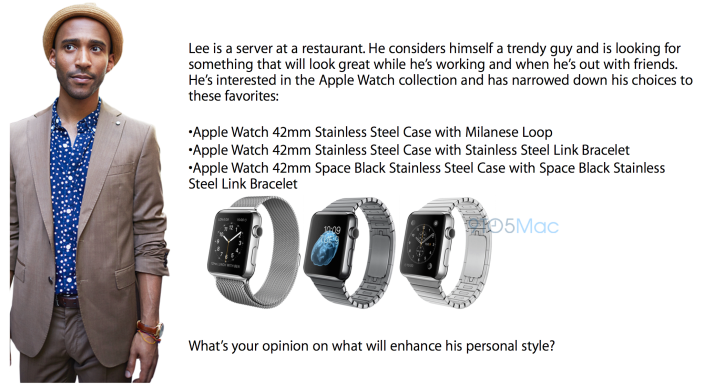 Lee is a server at a restaurant. He considers himself a trendy guy and is looking for
something that will look great while he's working and when he's out with friends.
He's interested in the Apple Watch collection and has narrowed down his choices to
these favorites:
•Apple Watch 42mm Stainless Steel Case with Milanese Loop
•Apple Watch 42mm Stainless Steel Case with Stainless Steel Link Bracelet
•Apple Watch 42mm Space Black Stainless Steel Case with Space Black Stainless
Steel Link Bracelet
10:09
9TO5Mac
What's your opinion on what will enhance his personal style?